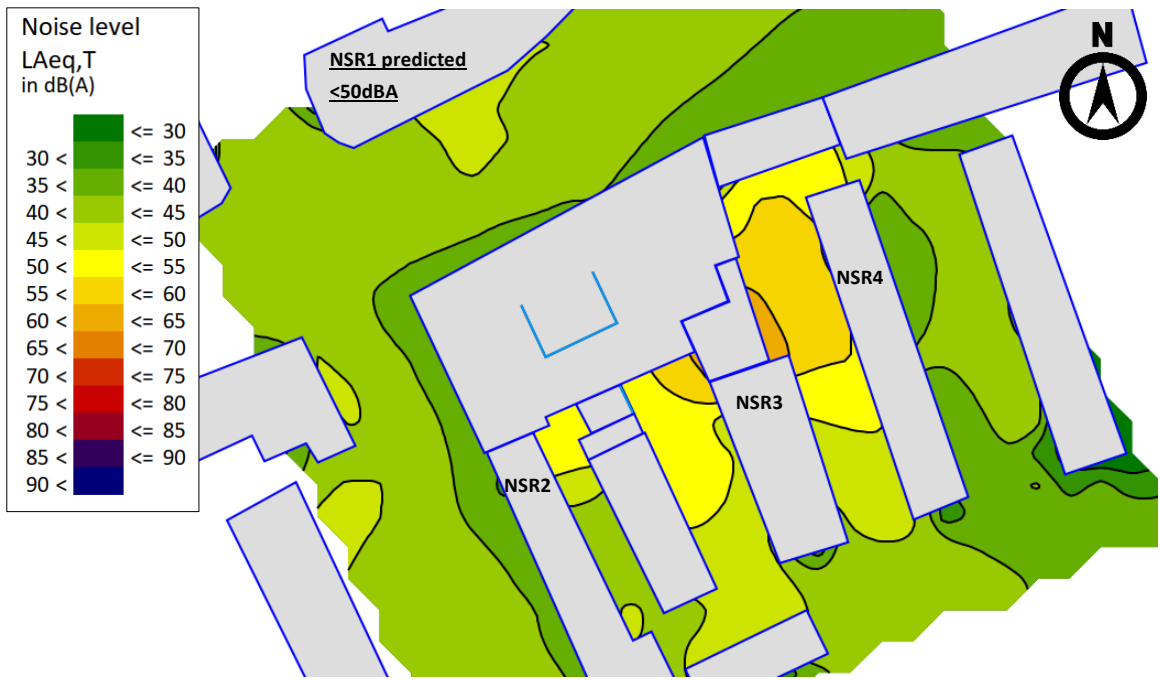 Noise level
LAeq,T
in dB(A)
<= 30
30 < <= 35
35 < <= 40
40 < <= 45
45 < <= 50
50 < <= 55
55 < <= 60
60 < <= 65
65 < <= 70
70 < <= 75
75 < <= 80
80 < <= 85
85 < <= 90
90 <
NSR1 predicted
<50dBA
N
NSR4
NSR3
NSR2